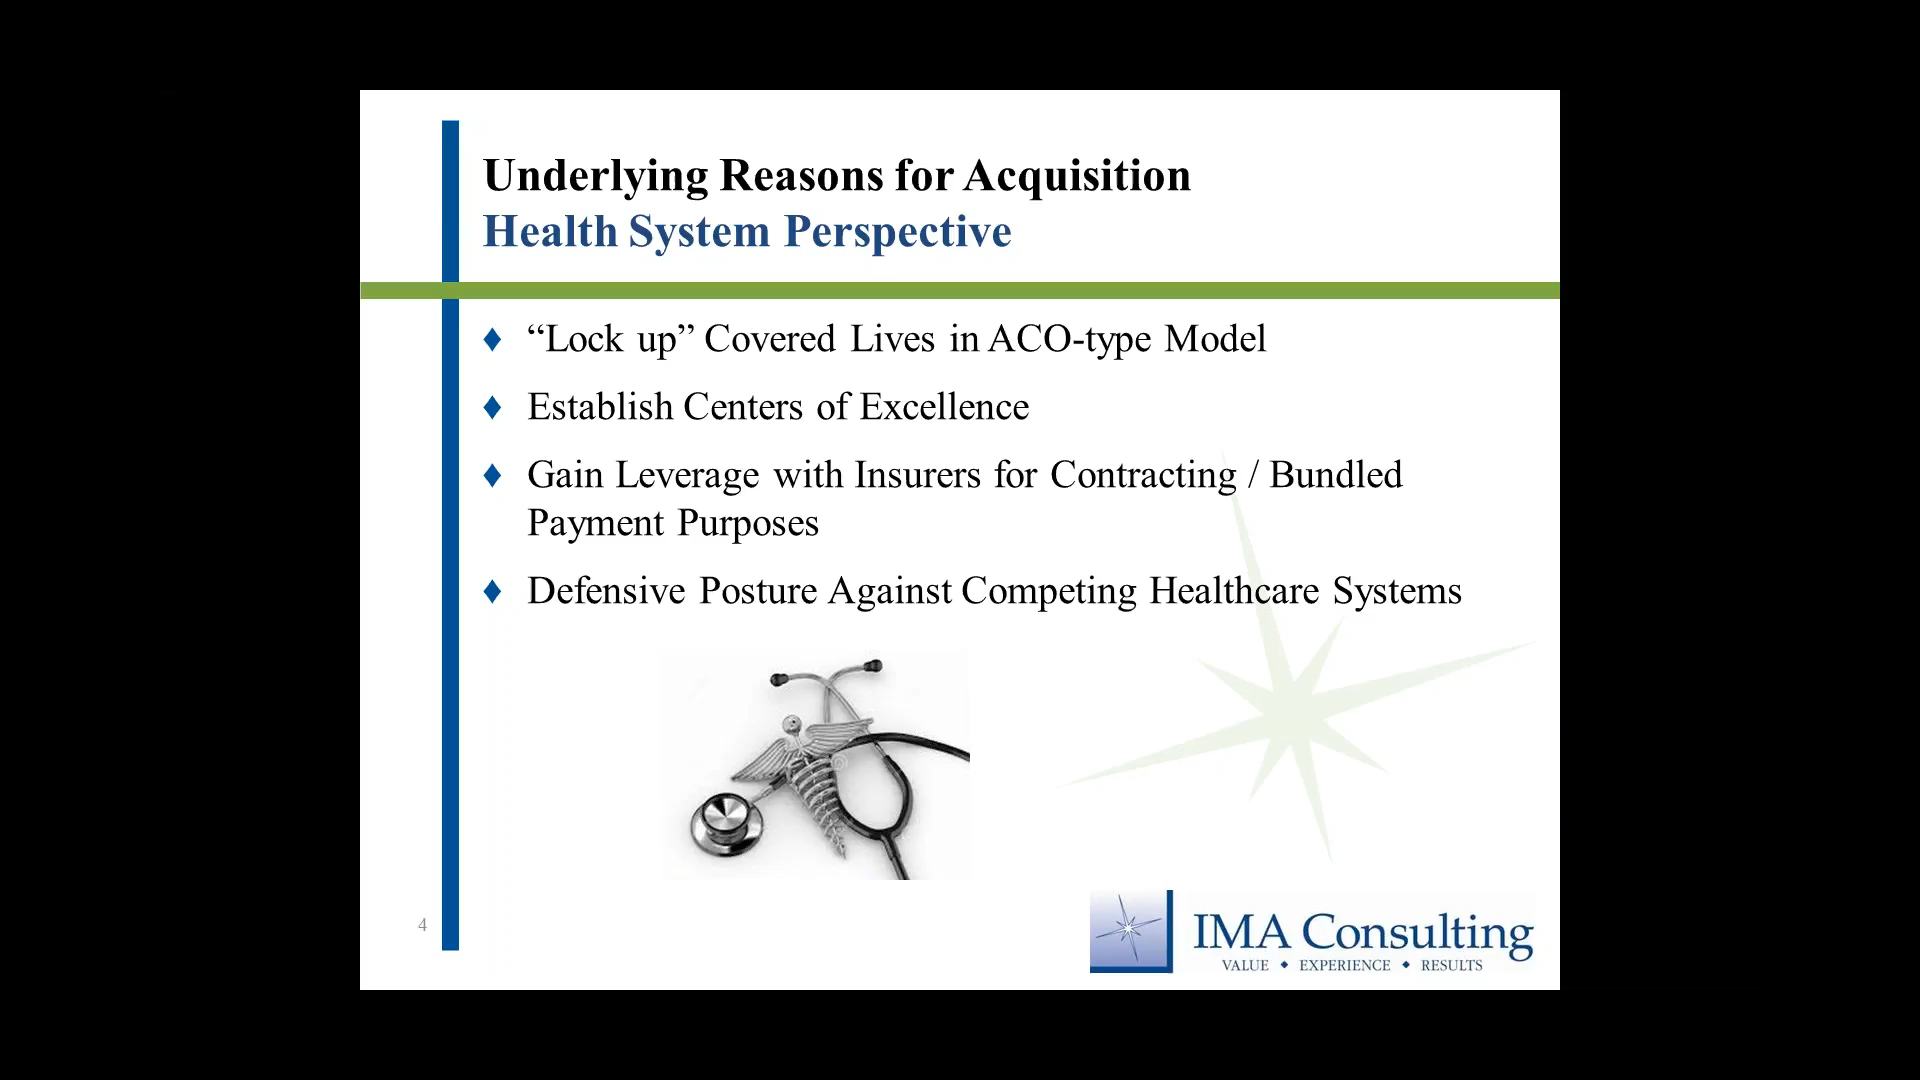 Underlying Reasons for Acquisition
Health System Perspective
♦ “Lock up” Covered Lives in ACO-type Model
♦ Establish Centers of Excellence
♦ Gain Leverage with Insurers for Contracting / Bundled
Payment Purposes
♦ Defensive Posture Against Competing Healthcare Systems
4
IMA Consulting
VALUE ♦ EXPERIENCE ♦ RESULTS